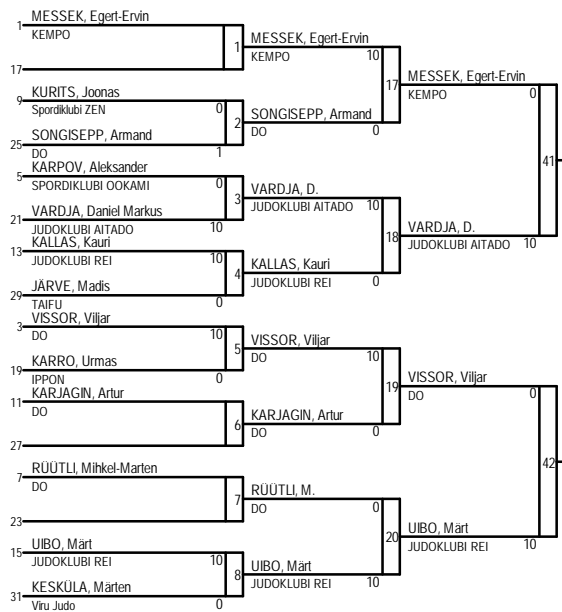 1 MESSEK, Egert-Ervin
KEMPO
1
17
MESSEK, Egert-Ervin 10
KEMPO
9 KURITS, Joonas 0
Spordiklubi ZEN
2
25 SONGISEPP, Armand
DO 1
SONGISEPP, Armand
DO 0
17
MESSEK, Egert-Ervin 0
KEMPO
5 KARPOV, Aleksander 0
SPORDIKLUBI OOKAMI
3
21 VARDJA, Daniel Markus
JUDOKLUBI AITADO 10
VARDJA, D. 10
JUDOKLUBI AITADO
13 KALLAS, Kauri 10
JUDOKLUBI REI
4
29 JÄRVE, Madis
TAIFU 0
KALLAS, Kauri
JUDOKLUBI REI 0
18
VARDJA, D.
JUDOKLUBI AITADO 10
41
3 VISSOR, Viljar 10
DO
5
19 KARRO, Urmas
IPPON 0
VISSOR, Viljar 10
DO
11 KARJAGIN, Artur
DO
6
27
KARJAGIN, Artur
DO 0
19
VISSOR, Viljar 0
DO
7 RÜÜTLI, Mihkel-Marten
DO
7
23
RÜÜTLI, M. 0
DO
15 UIBO, Märt 10
JUDOKLUBI REI
8
31 KESKÜLA, Märten
Viru Judo 0
UIBO, Märt
JUDOKLUBI REI 10
20
UIBO, Märt
JUDOKLUBI REI 10
42